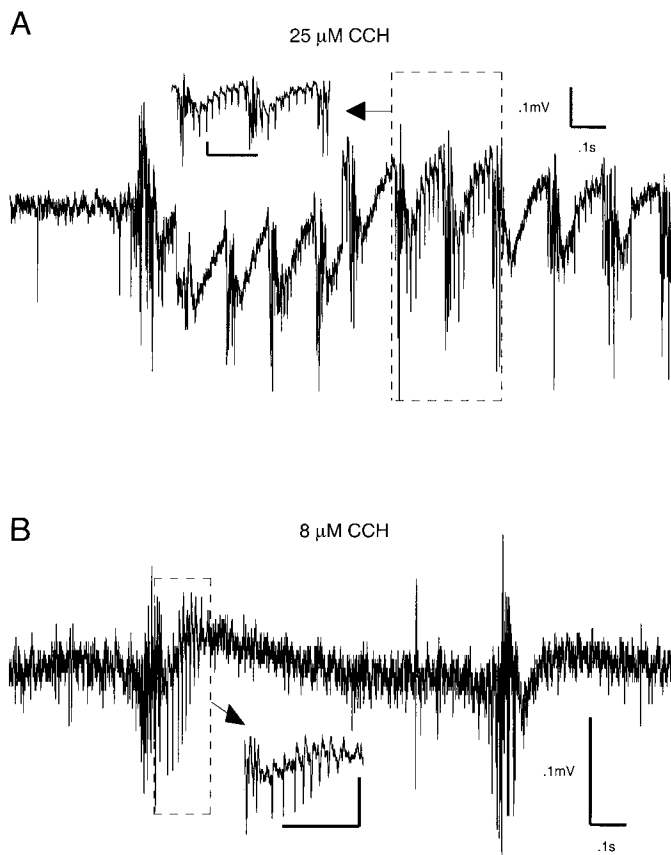 A
25 μM CCH
.1mV
.1s
B
8 μM CCH
.1mV
.1s